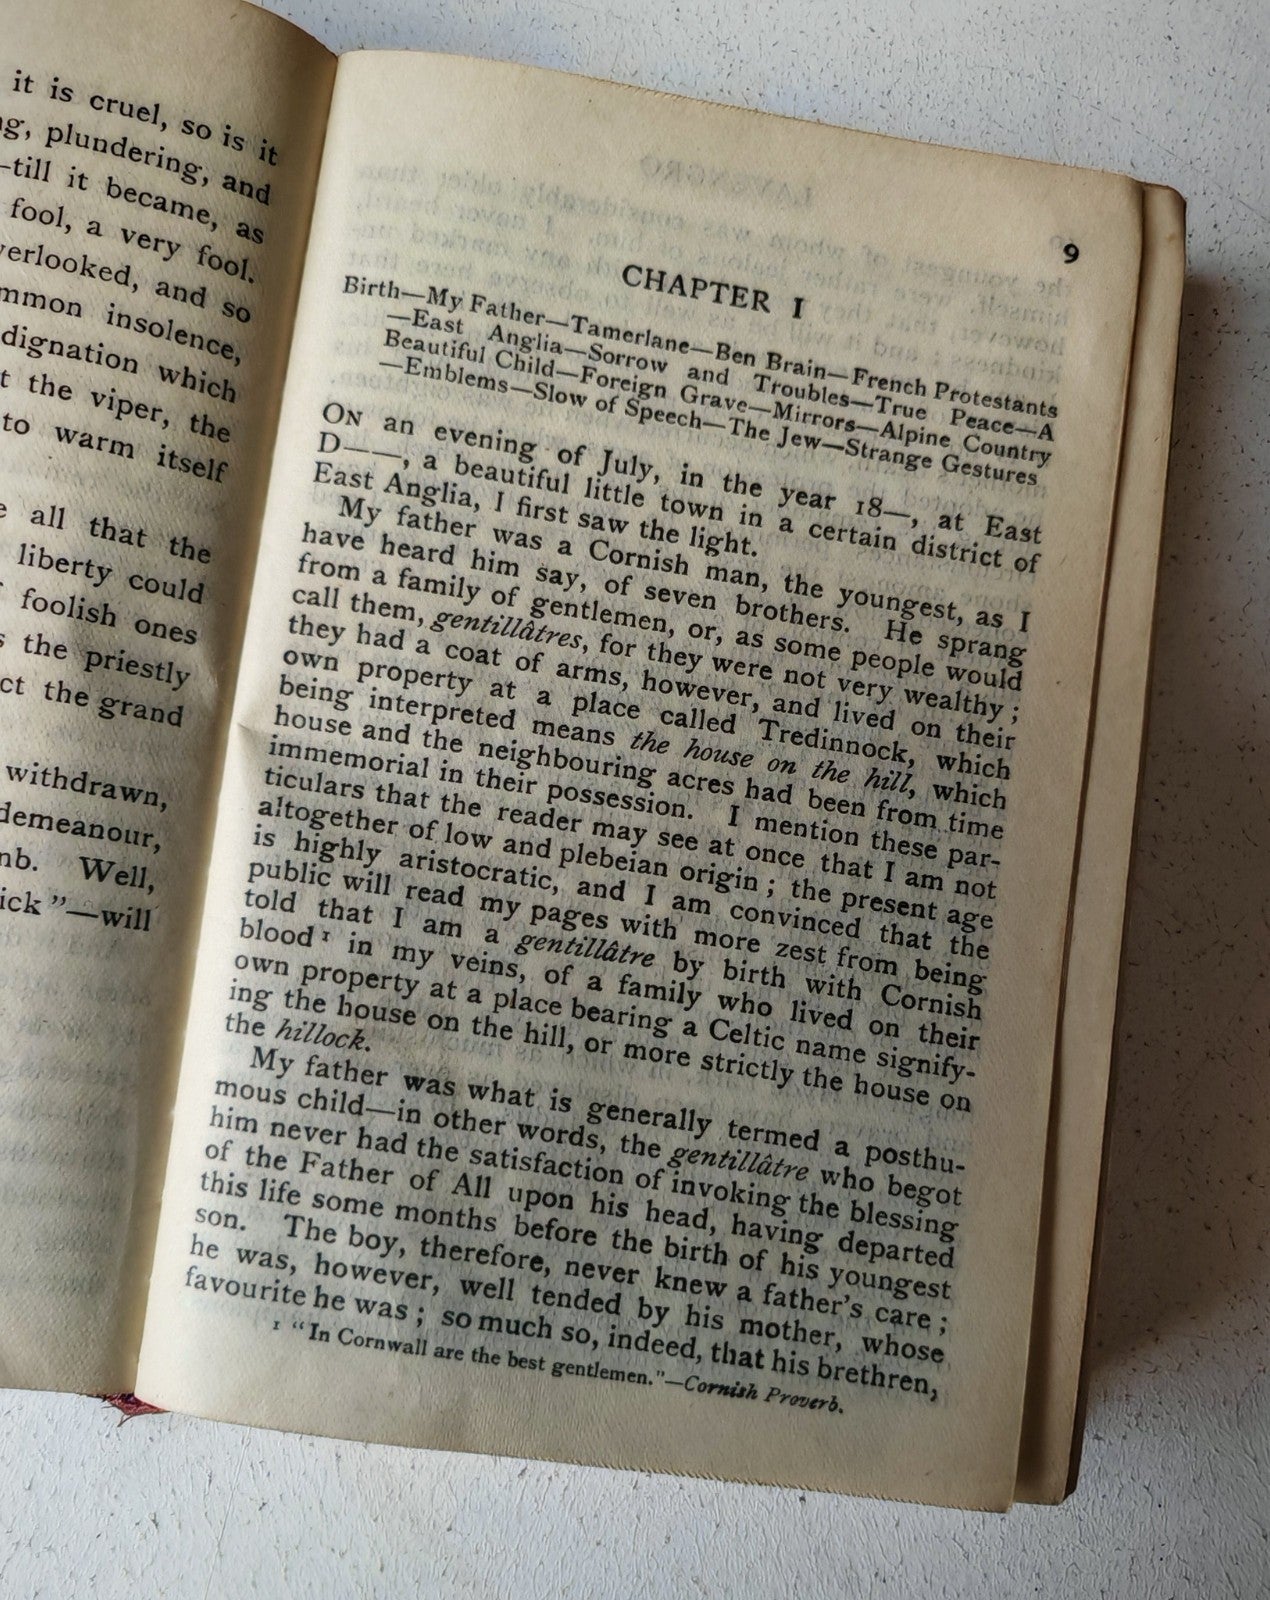 it is cruel, so is it
plundering, and
—till it became, as
fool, a very fool.
and so
insolence,
which
the viper, the
to warm itself
all that the
liberty could
foolish ones
the priestly
the grand
withdrawn,
demeanour,
Well,
”—will
9
CHAPTER I
Birth—My Father—Tamerlane—Ben Brain—French Protestants
—East Anglia—Sorrow and Troubles—True Peace—A
Beautiful Child—Foreign Grave—Mirrors—Alpine Country
—Emblems—Slow of Speech—The Jew—Strange Gestures
ON an evening of July, in the year 18—, at East
D——, a beautiful little town in a certain district of
East Anglia, I first saw the light.
My father was a Cornish man, the youngest, as I
have heard him say, of seven brothers. He sprang
from a family of gentlemen, or, as some people would
call them, gentillâtres, for they were not very wealthy;
they had a coat of arms, however, and lived on their
own property at a place called Tredinnock, which
being interpreted means the house on the hill, which
house and the neighbouring acres had been from time
immemorial in their possession. I mention these par-
ticulars that the reader may see at once that I am not
altogether of low and plebeian origin; the present age
is highly aristocratic, and I am convinced that the
public will read my pages with more zest from being
told that I am a gentillâtre by birth with Cornish
blood¹ in my veins, of a family who lived on their
own property at a place bearing a Celtic name signify-
ing the house on the hill, or more strictly the house on
the hillock.
My father was what is generally termed a posthu-
mous child—in other words, the gentillâtre who begot
him never had the satisfaction of invoking the blessing
of the Father of All upon his head, having departed
this life some months before the birth of his youngest
son. The boy, therefore, never knew a father's care;
he was, however, well tended by his mother, whose
favourite he was; so much so, indeed, that his brethren,
¹ "In Cornwall are the best gentlemen."—Cornish Proverb.